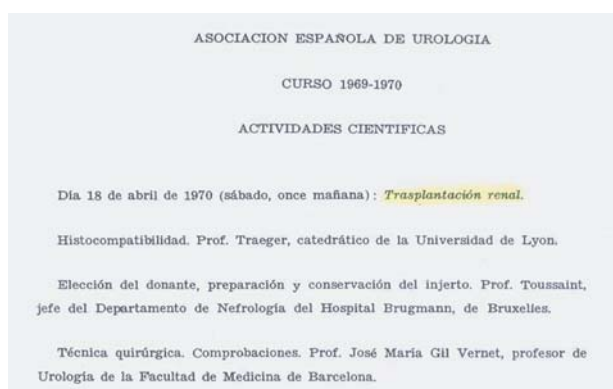 ASOCIACION ESPAÑOLA DE UROLOGIA
CURSO 1969-1970
ACTIVIDADES CIENTIFICAS
Día 18 de abril de 1970 (sábado, once mañana): Trasplantación renal.
Histocompatibilidad. Prof. Traeger, catedrático de la Universidad de Lyon.
Elección del donante, preparación y conservación del injerto. Prof. Toussaint,
jefe del Departamento de Nefrología del Hospital Brugmann, de Bruxelles.
Técnica quirúrgica. Comprobaciones. Prof. José María Gil Vernet, profesor de
Urología de la Facultad de Medicina de Barcelona.